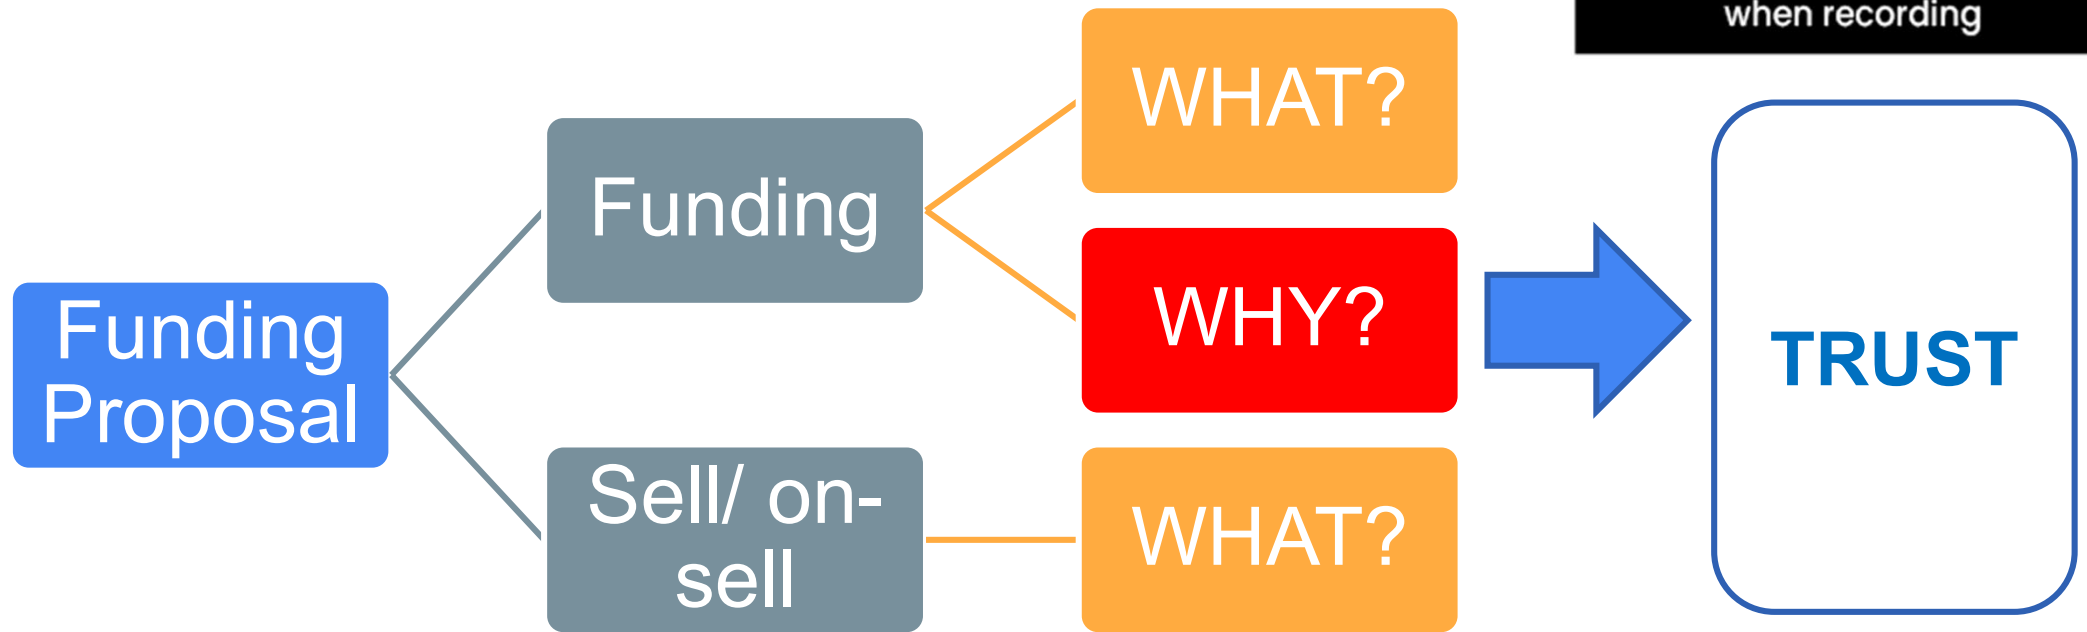 when recording
WHAT?
Funding
WHY?
TRUST
Funding
Proposal
Sell/ on-
sell
WHAT?